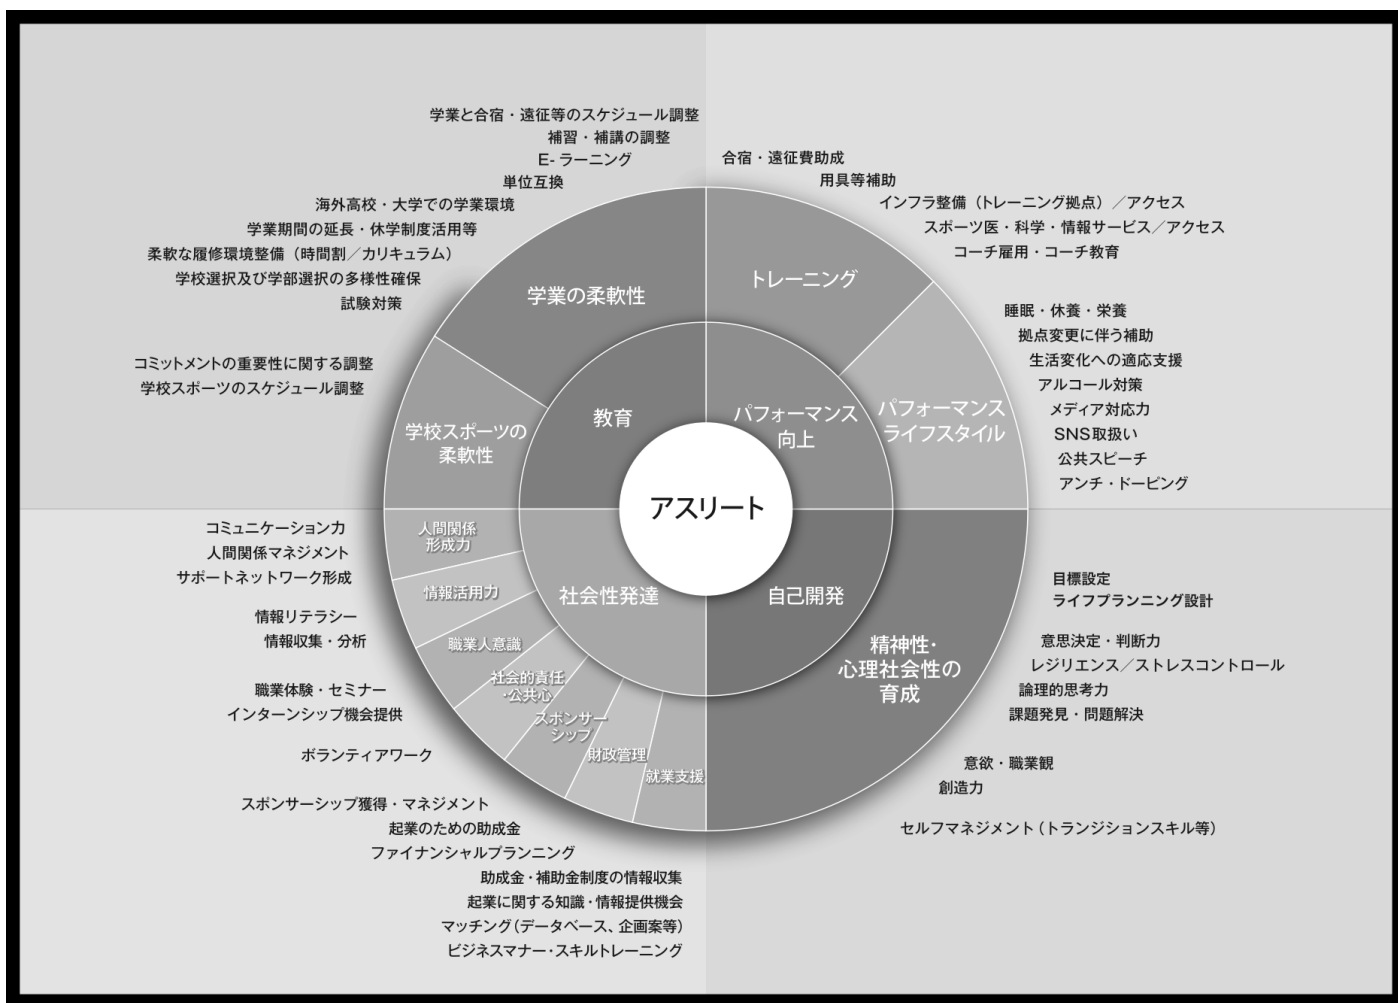 学業と合宿・遠征等のスケジュール調整
補習・補講の調整
E-ラーニング
単位互換
海外高校・大学での学業環境
学業期間の延長・休学制度活用等
柔軟な履修環境整備（時間割／カリキュラム）
学校選択及び学部選択の多様性確保
試験対策
コミットメントの重要性に関する調整
学校スポーツのスケジュール調整
合宿・遠征費助成
用具等補助
インフラ整備（トレーニング拠点）／アクセス
スポーツ医・科学・情報サービス／アクセス
コーチ雇用・コーチ教育
睡眠・休養・栄養
拠点変更に伴う補助
生活変化への適応支援
アルコール対策
メディア対応力
SNS取扱い
公共スピーチ
アンチ・ドーピング
学業の柔軟性
トレーニング
学校スポーツの
柔軟性
教育
パフォーマンス
向上
パフォーマンス
ライフスタイル
アスリート
社会性発達
自己開発
人間関係
形成力
情報活用力
職業人意識
社会的責任
・公共心
スポンサー
シップ
財政管理
就業支援
精神性・
心理社会性の
育成
コミュニケーション力
人間関係マネジメント
サポートネットワーク形成
情報リテラシー
情報収集・分析
職業体験・セミナー
インターンシップ機会提供
ボランティアワーク
スポンサーシップ獲得・マネジメント
起業のための助成金
ファイナンシャルプランニング
助成金・補助金制度の情報収集
起業に関する知識・情報提供機会
マッチング（データベース、企画案等）
ビジネスマナー・スキルトレーニング
目標設定
ライフプランニング設計
意思決定・判断力
レジリエンス／ストレスコントロール
論理的思考力
課題発見・問題解決
意欲・職業観
創造力
セルフマネジメント（トランジションスキル等）